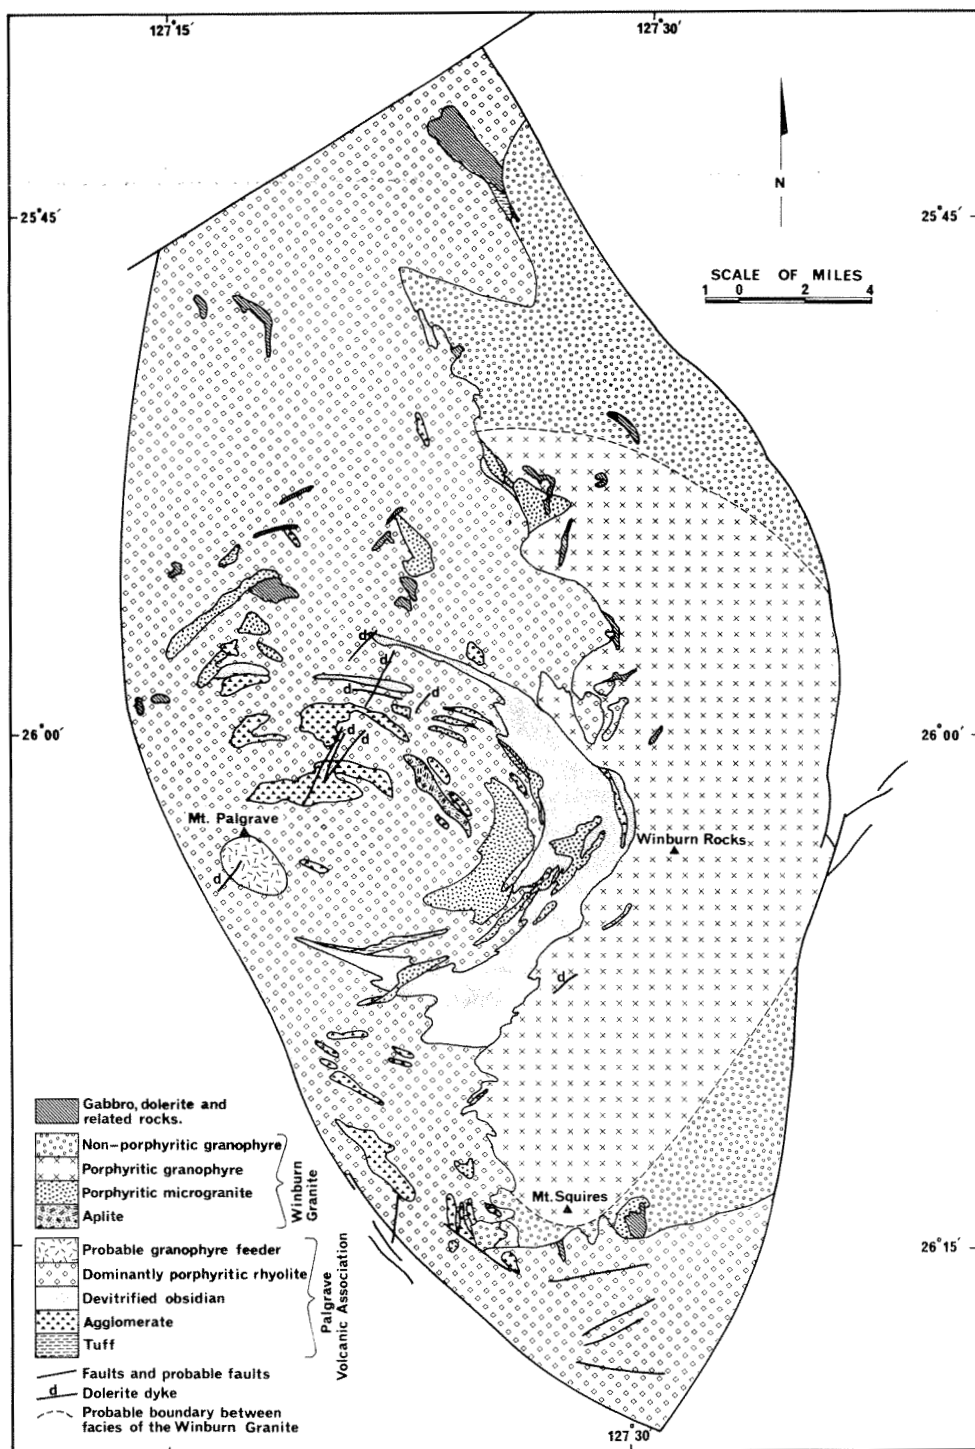 127°15′
127°30′
N
25°45′
25°45′
SCALE OF MILES
1 0 2 4
d
d
d
d
d
d
26°00′
26°00′
Mt. Palgrave
Winburn Rocks
d
d
Gabbro, dolerite and
related rocks.
Non-porphyritic granophyre
Porphyritic granophyre
Porphyritic microgranite
Aplite
Winburn
Granite
Mt. Squires
Probable granophyre feeder
Dominantly porphyritic rhyolite
Devitrified obsidian
Agglomerate
Tuff
Palgrave
Volcanic Association
26°15′
Faults and probable faults
d Dolerite dyke
Probable boundary between
facies of the Winburn Granite
127°30′